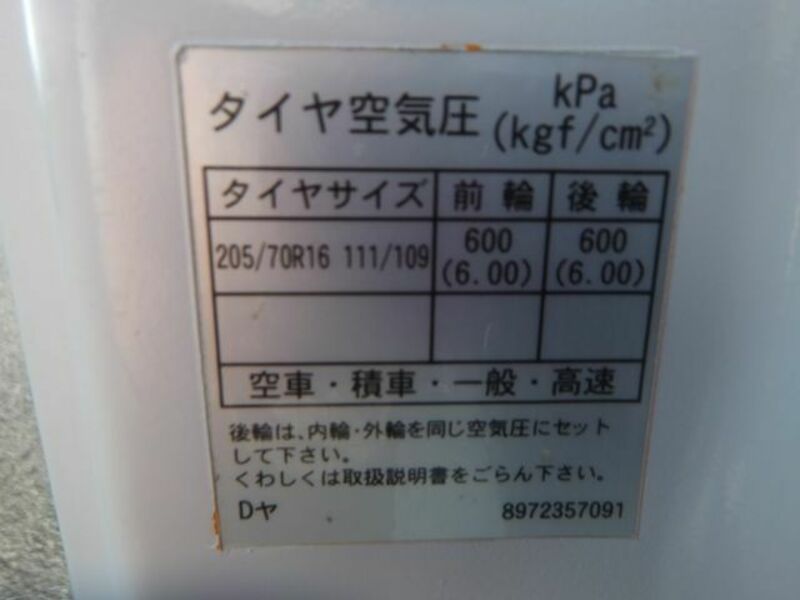 タイヤ空気圧 kPa
(kgf/cm²)
タイヤサイズ 前輪 後輪
205/70R16 111/109 600 (6.00) 600 (6.00)
空車・積車・一般・高速
後輪は、内輪・外輪を同じ空気圧にセット
して下さい。
くわしくは取扱説明書をごらん下さい。
Dヤ 8972357091